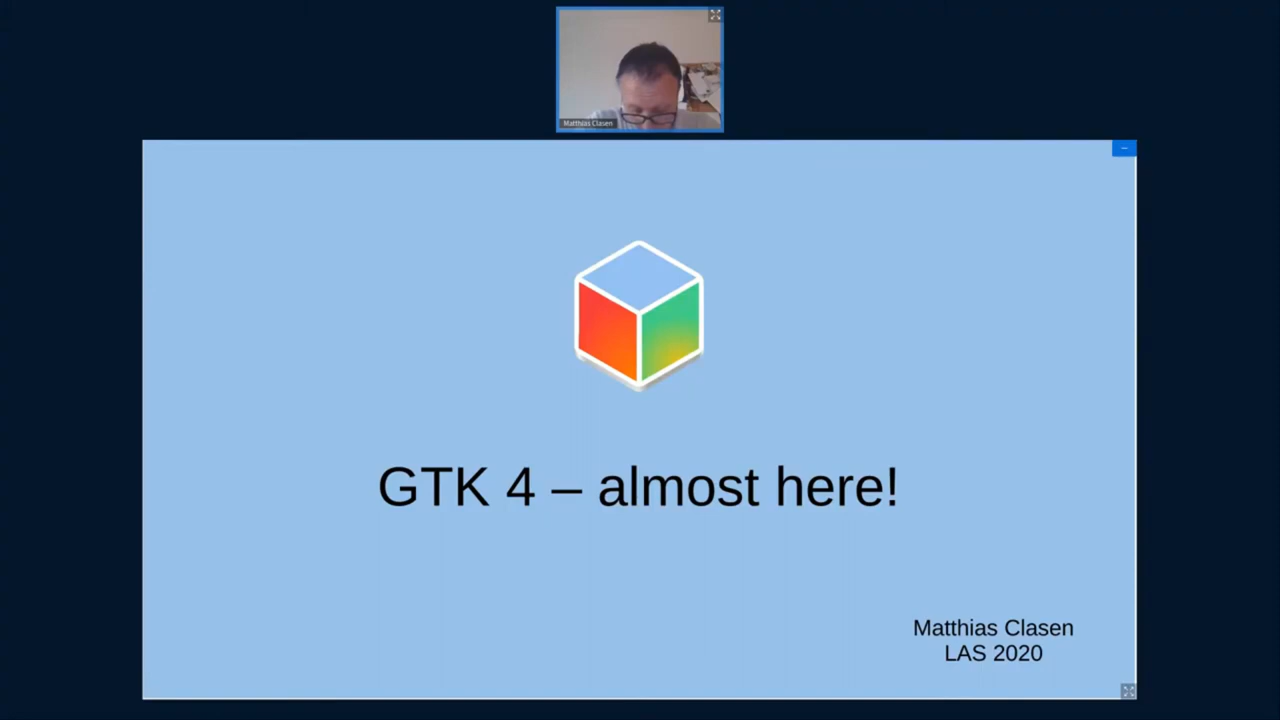 Matthias Clasen
GTK 4 – almost here!
Matthias Clasen
LAS 2020